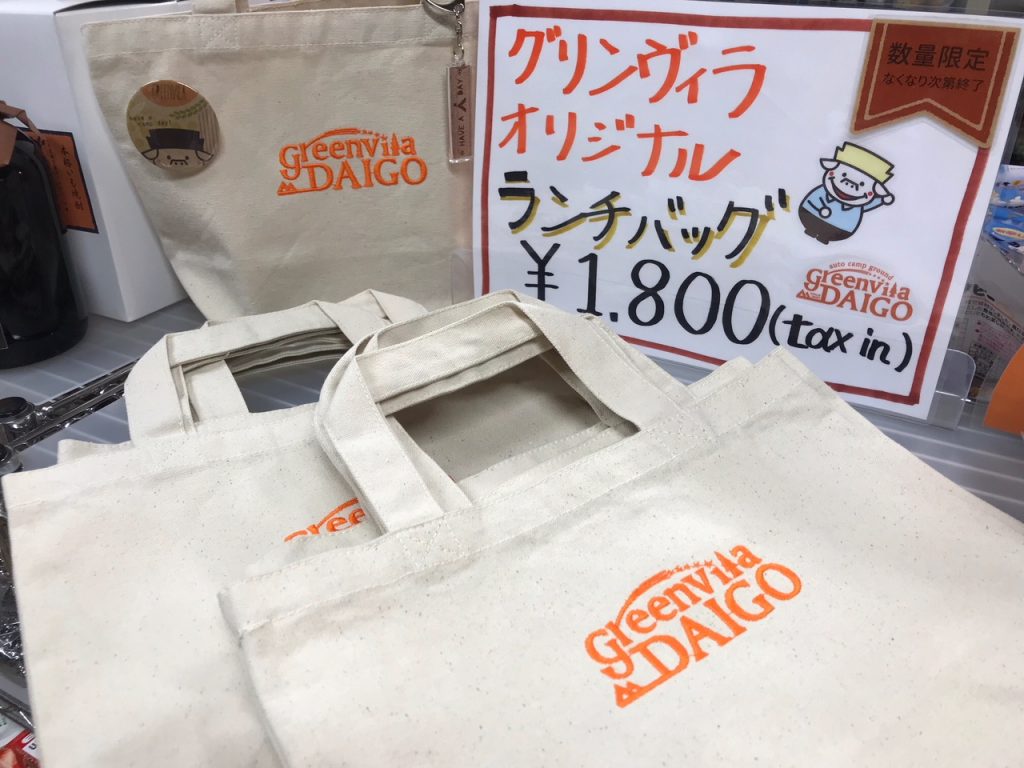 greenvila
DAIGO
HAVE A
グリンヴィラ
オリジナル
ランチバッグ
¥1.800(tax in)
数量限定
なくなり次第終了
auto camp ground
greenvila
DAIGO
gree
greenvila
DAIGO